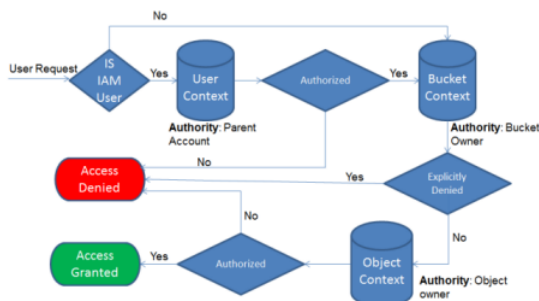 No
User Request
IS
IAM
User
Yes
User
Context
Authorized
Yes
Bucket
Context
Authority: Parent
Account
Authority: Bucket
Owner
No
Access
Denied
Yes
Explicitly
Denied
No
No
Access
Granted
Yes
Authorized
Object
Context
Authority: Object
owner